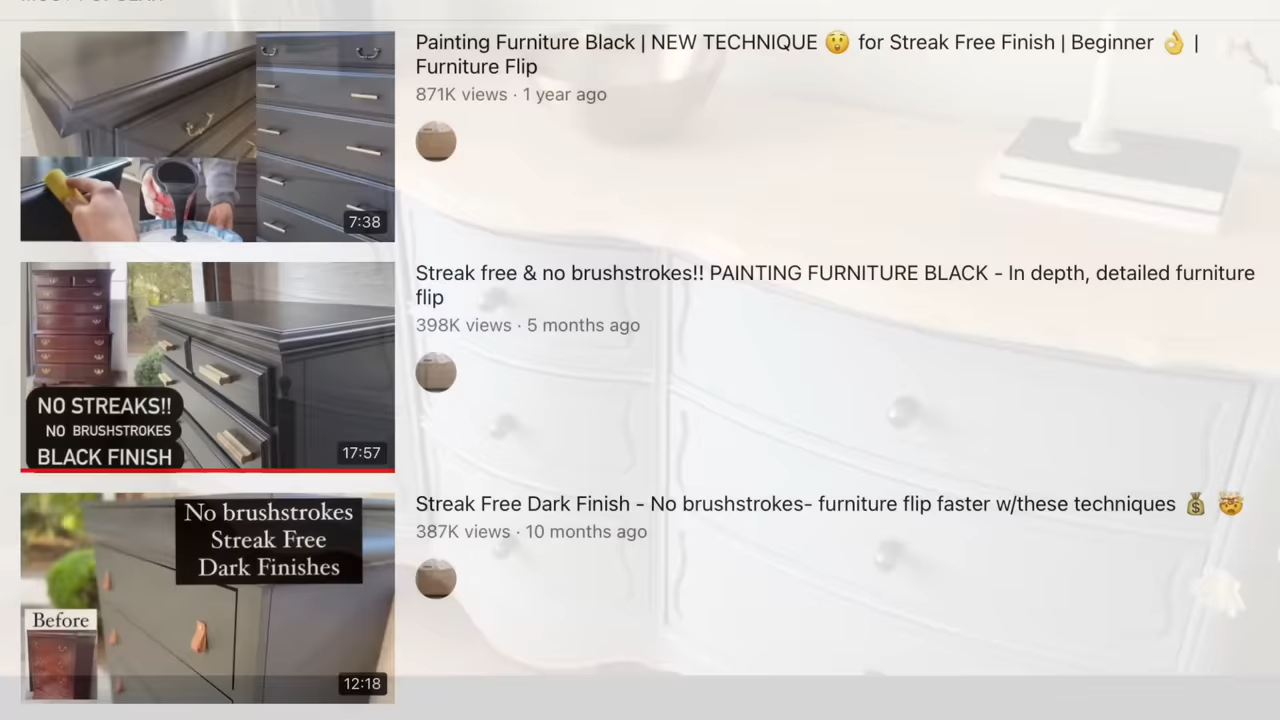 Painting Furniture Black | NEW TECHNIQUE 😲 for Streak Free Finish | Beginner 👌 |
Furniture Flip
871K views · 1 year ago
7:38
Streak free & no brushstrokes!! PAINTING FURNITURE BLACK - In depth, detailed furniture
flip
398K views · 5 months ago
NO STREAKS!!
NO BRUSHSTROKES
BLACK FINISH
17:57
Streak Free Dark Finish - No brushstrokes- furniture flip faster w/these techniques 💰 🤯
387K views · 10 months ago
No brushstrokes
Streak Free
Dark Finishes
Before
12:18